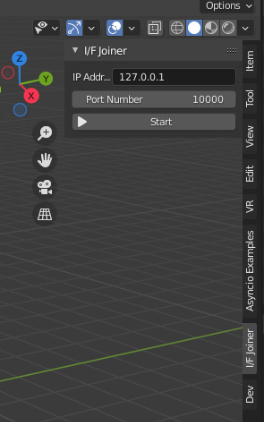 Options
I/F Joiner
IP Addr... 127.0.0.1
Port Number 10000
Start
Z
Y
X
Item
Tool
View
Edit
VR
Asyncio Examples
I/F Joiner
Dev